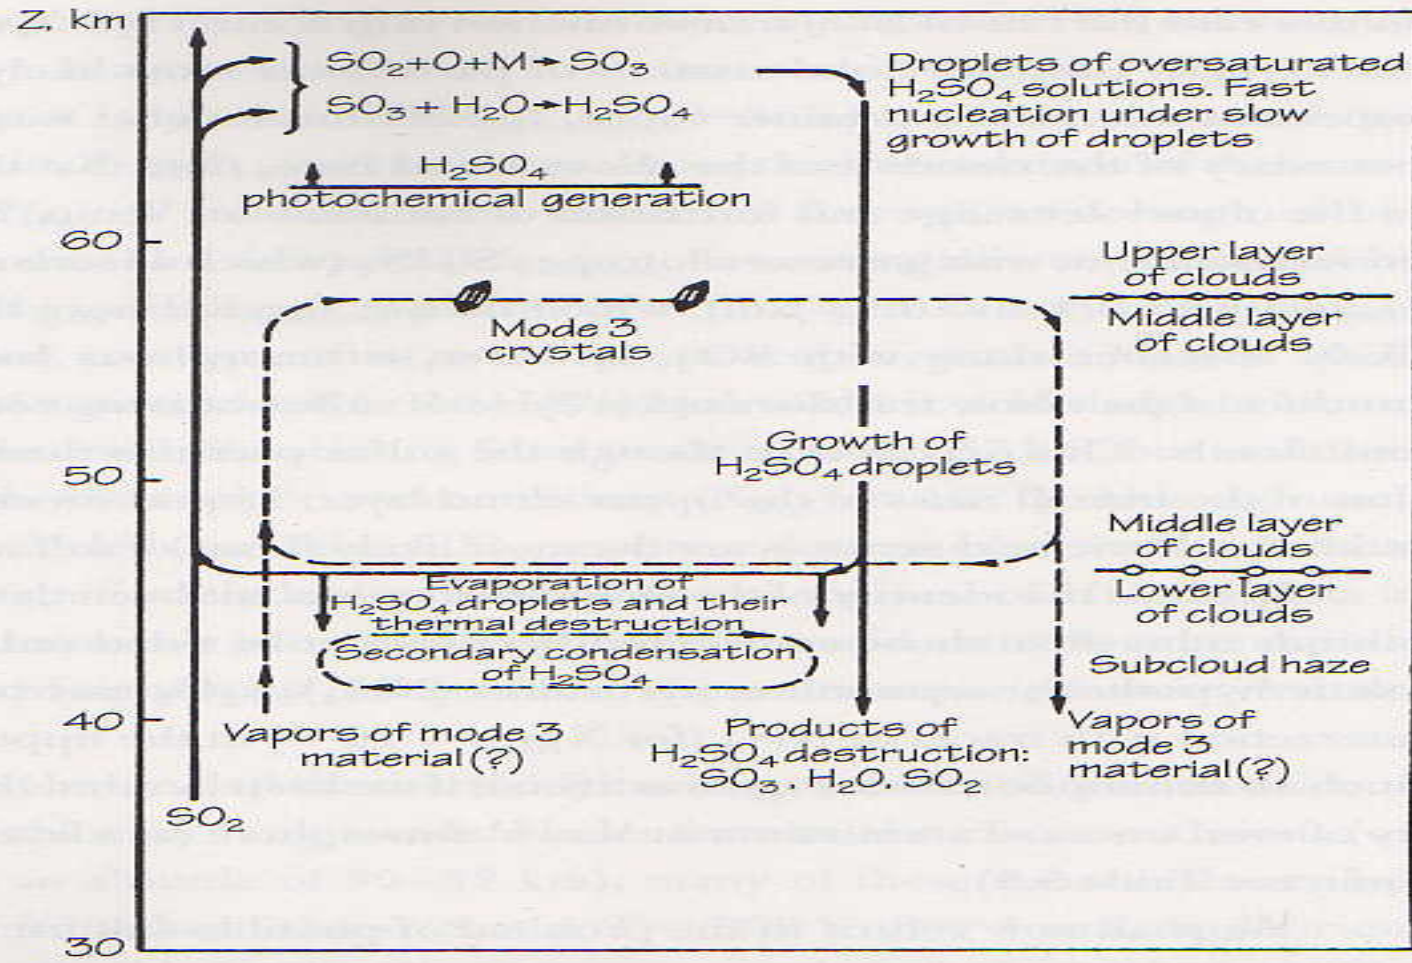 Z, km
SO₂+O+M→SO₃
SO₃ + H₂O→H₂SO₄
Droplets of oversaturated
H₂SO₄ solutions. Fast
nucleation under slow
growth of droplets
H₂SO₄
photochemical generation
60
Upper layer
of clouds
Middle layer
of clouds
Mode 3
crystals
Growth of
H₂SO₄ droplets
50
Middle layer
of clouds
Lower layer
of clouds
Evaporation of
H₂SO₄ droplets and their
thermal destruction
Secondary condensation
of H₂SO₄
Subcloud haze
40
Vapors of mode 3
material (?)
Products of
H₂SO₄ destruction:
SO₃, H₂O, SO₂
Vapors of
mode 3
material (?)
SO₂
30